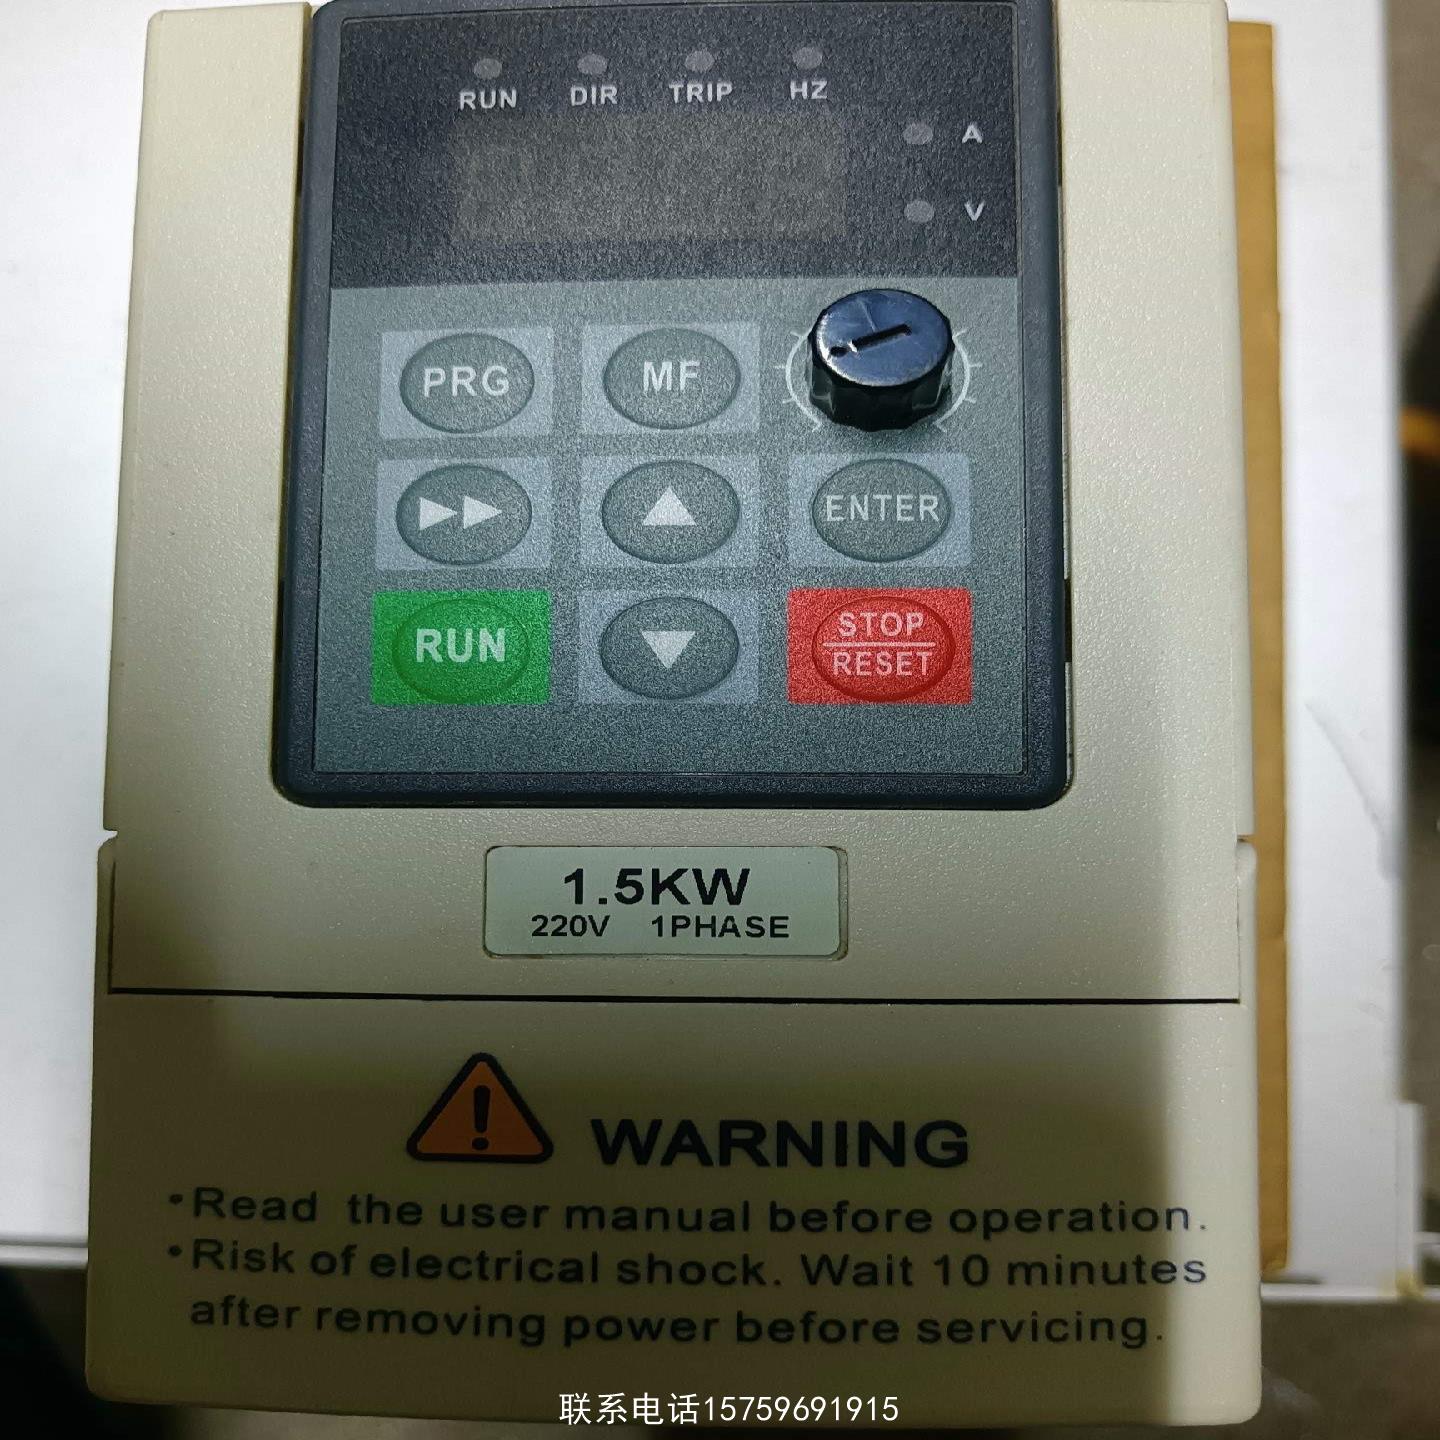 RUN DIR TRIP HZ
A
V
PRG MF
ENTER
RUN
STOP
RESET
1.5KW
220V 1PHASE
WARNING
•Read the user manual before operation.
•Risk of electrical shock. Wait 10 minutes
after removing power before servicing.
联系电话15759691915